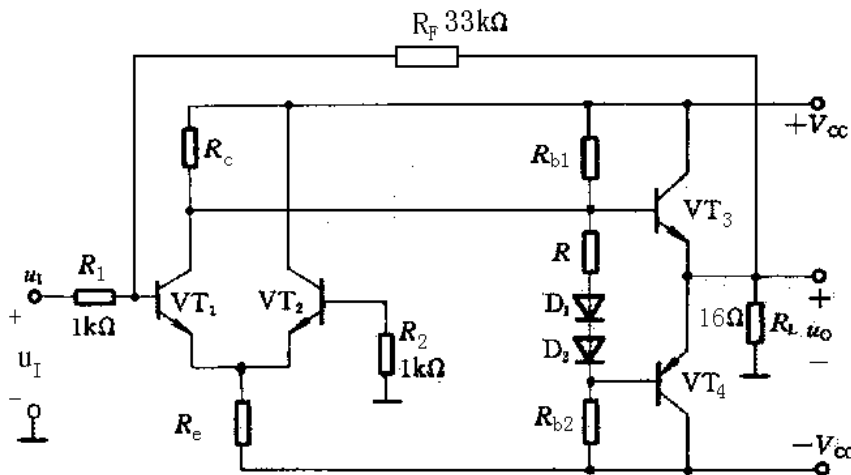 R_F 33kΩ
+V_CC
R_c
R_b1
VT_3
u_I
R_1
R
+
VT_1
VT_2
D_1
+
1kΩ
R_2
16Ω
R_L
u_O
u_I
1kΩ
D_2
-
-
VT_4
R_e
R_b2
-V_CC